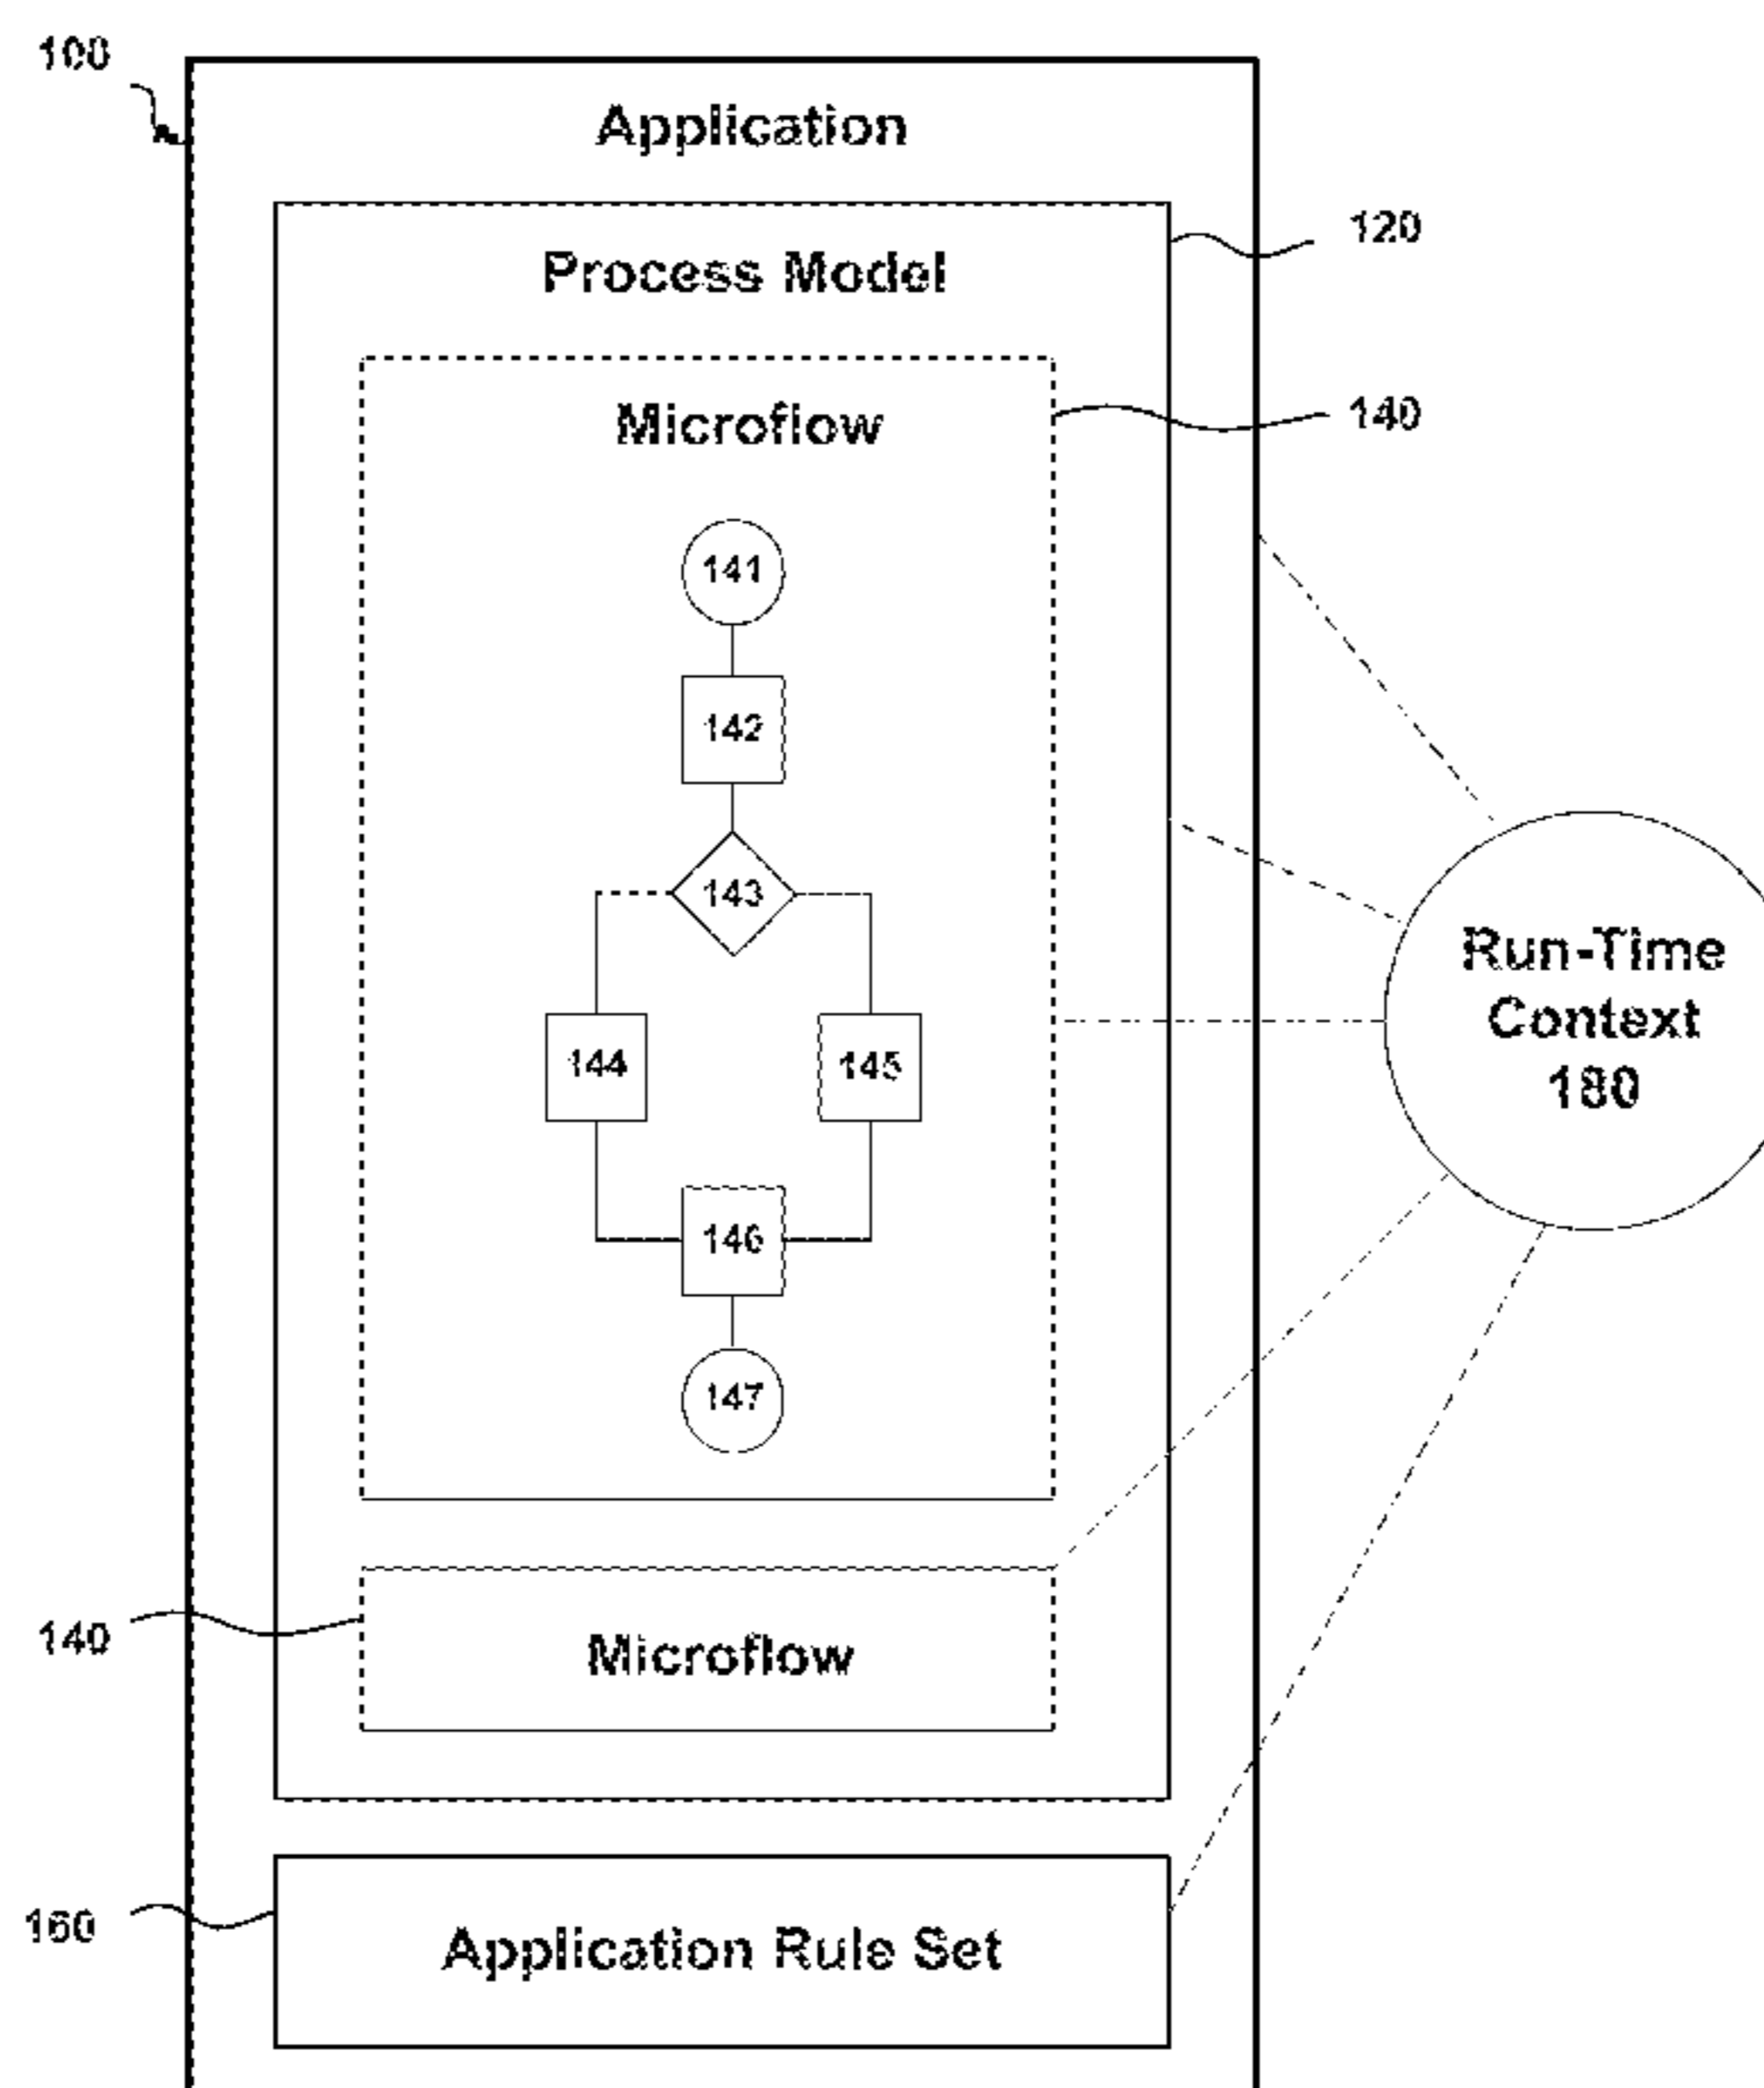 100
Application
120
Process Model
140
Microflow
141
142
143
144
145
146
147
Run-Time
Context
180
140
Microflow
160
Application Rule Set